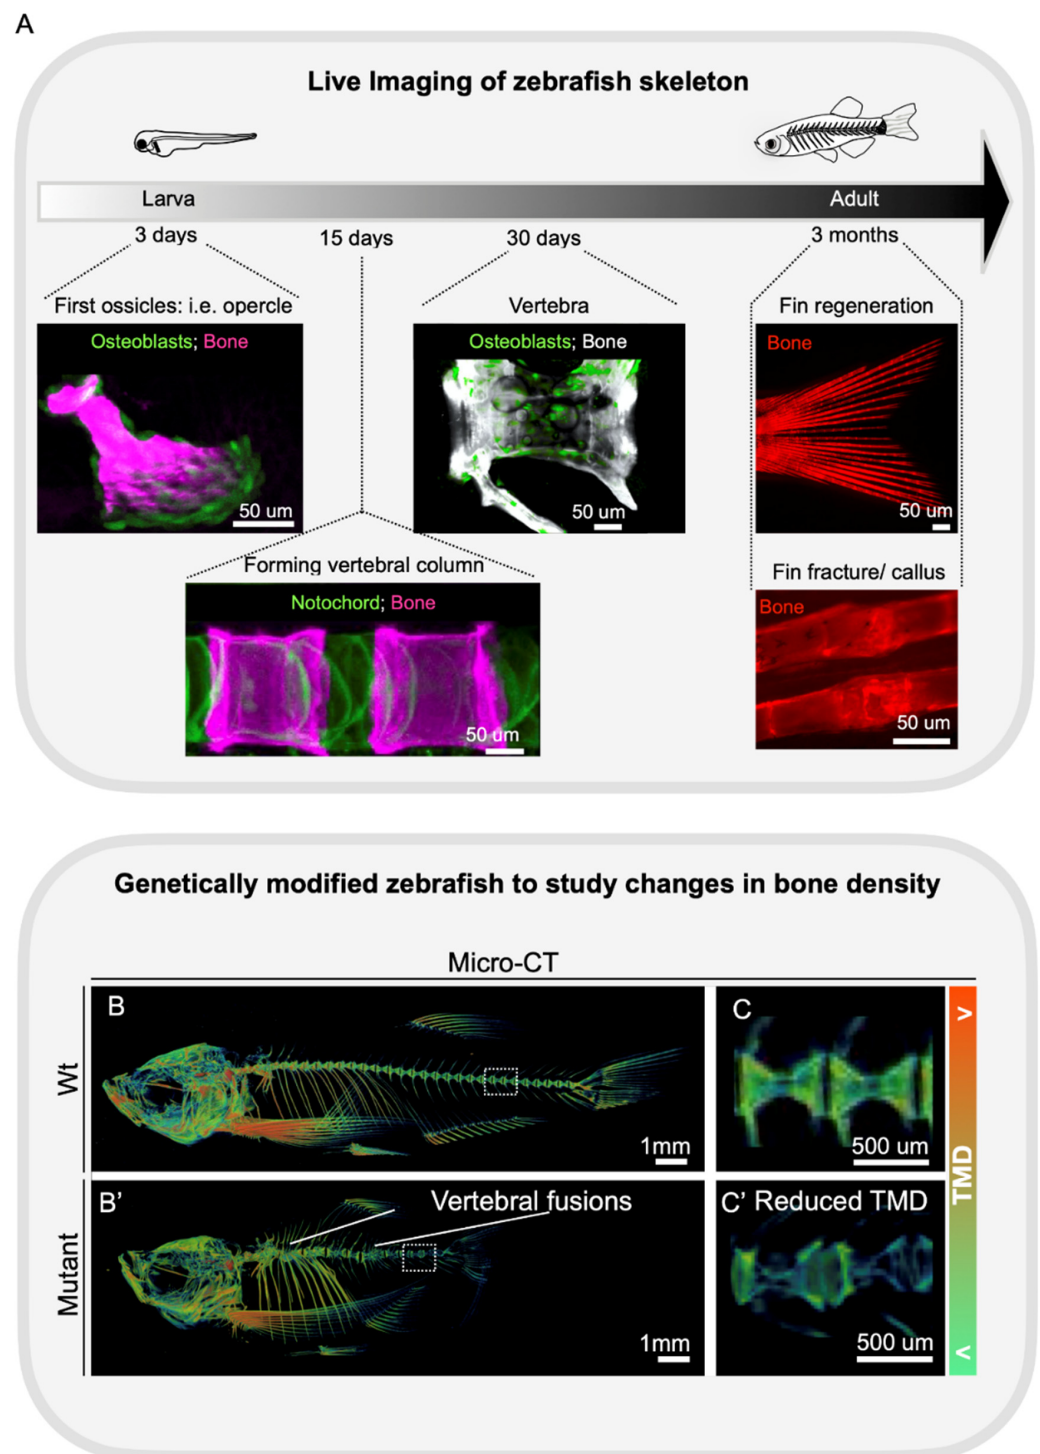 A
Live Imaging of zebrafish skeleton
Larva
Adult
3 days
15 days
30 days
3 months
First ossicles: i.e. opercle
Vertebra
Fin regeneration
Osteoblasts; Bone
Osteoblasts; Bone
Bone
50 um
50 um
50 um
Forming vertebral column
Fin fracture/ callus
Notochord; Bone
Bone
50 um
50 um
Genetically modified zebrafish to study changes in bone density
Micro-CT
Wt
B
1mm
C
500 um
>
TMD
<
Mutant
B’
Vertebral fusions
1mm
C’ Reduced TMD
500 um